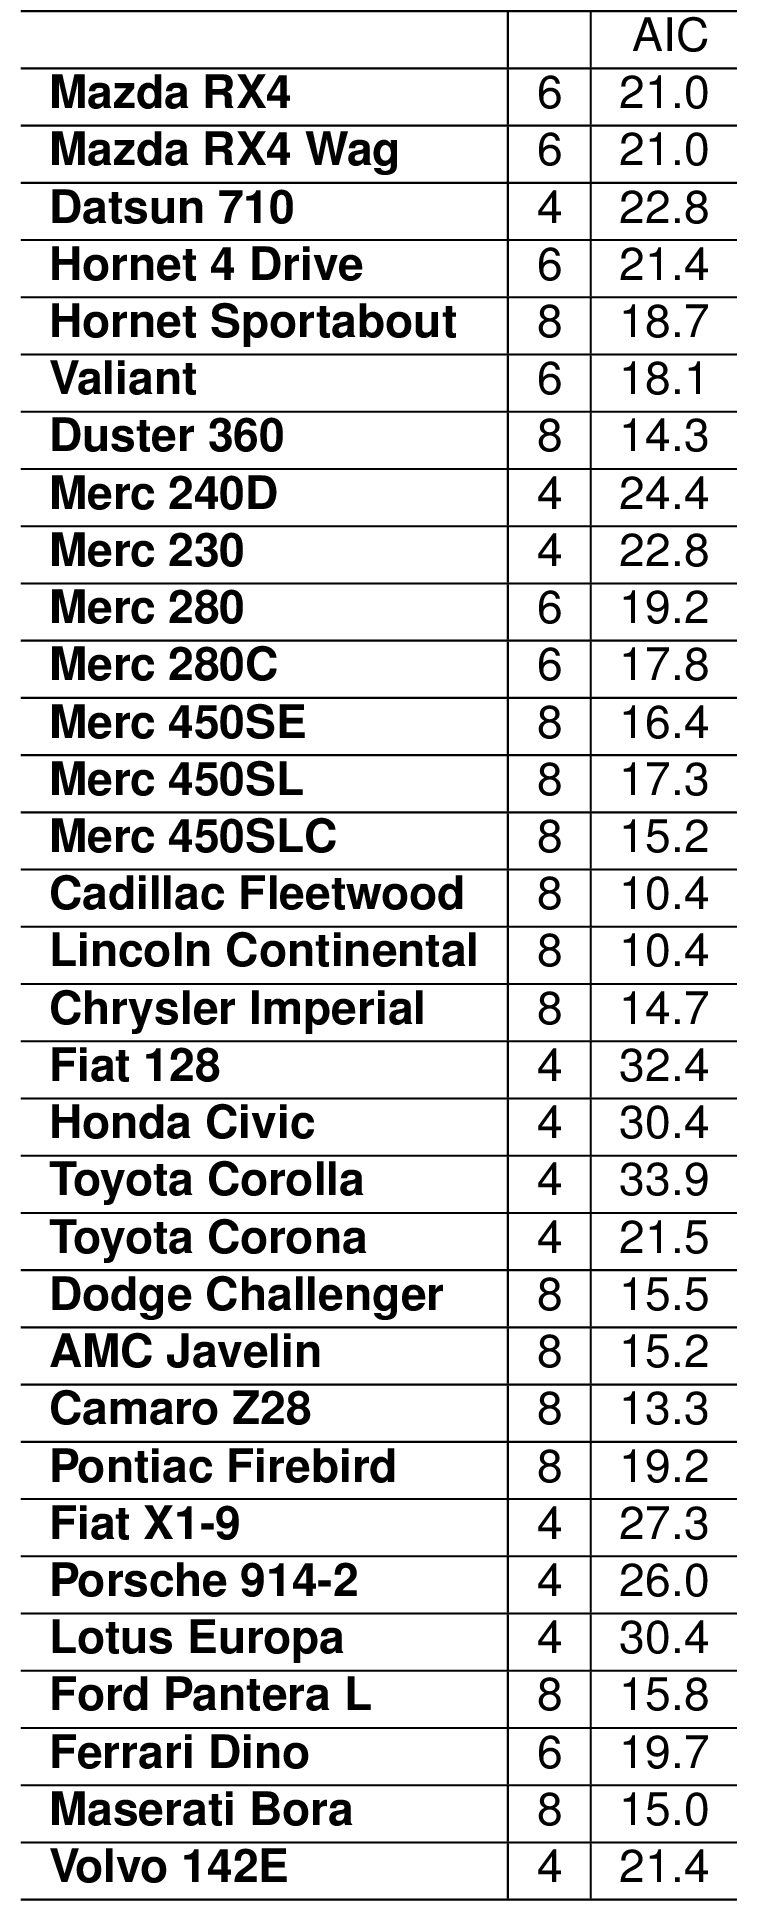 AIC
Mazda RX4 6 21.0
Mazda RX4 Wag 6 21.0
Datsun 710 4 22.8
Hornet 4 Drive 6 21.4
Hornet Sportabout 8 18.7
Valiant 6 18.1
Duster 360 8 14.3
Merc 240D 4 24.4
Merc 230 4 22.8
Merc 280 6 19.2
Merc 280C 6 17.8
Merc 450SE 8 16.4
Merc 450SL 8 17.3
Merc 450SLC 8 15.2
Cadillac Fleetwood 8 10.4
Lincoln Continental 8 10.4
Chrysler Imperial 8 14.7
Fiat 128 4 32.4
Honda Civic 4 30.4
Toyota Corolla 4 33.9
Toyota Corona 4 21.5
Dodge Challenger 8 15.5
AMC Javelin 8 15.2
Camaro Z28 8 13.3
Pontiac Firebird 8 19.2
Fiat X1-9 4 27.3
Porsche 914-2 4 26.0
Lotus Europa 4 30.4
Ford Pantera L 8 15.8
Ferrari Dino 6 19.7
Maserati Bora 8 15.0
Volvo 142E 4 21.4